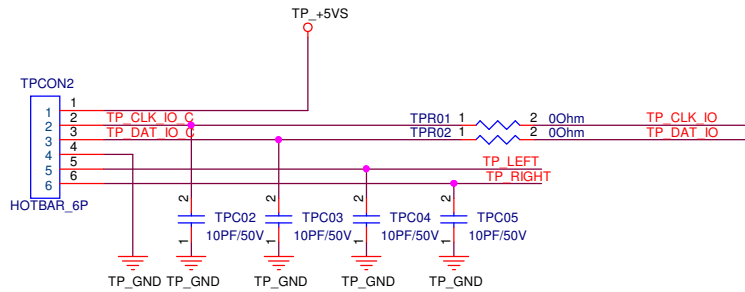 TP_+5VS
TPCON2
1 1
2 2 TP_CLK_IO_C TPR01 1 2 0Ohm TP_CLK_IO
3 3 TP_DAT_IO_C TPR02 1 2 0Ohm TP_DAT_IO
4 4
5 5 TP_LEFT
6 6 TP_RIGHT
HOTBAR_6P
2 TPC02 2 TPC03 2 TPC04 2 TPC05
1 10PF/50V 1 10PF/50V 1 10PF/50V 1 10PF/50V
TP_GND TP_GND TP_GND TP_GND TP_GND